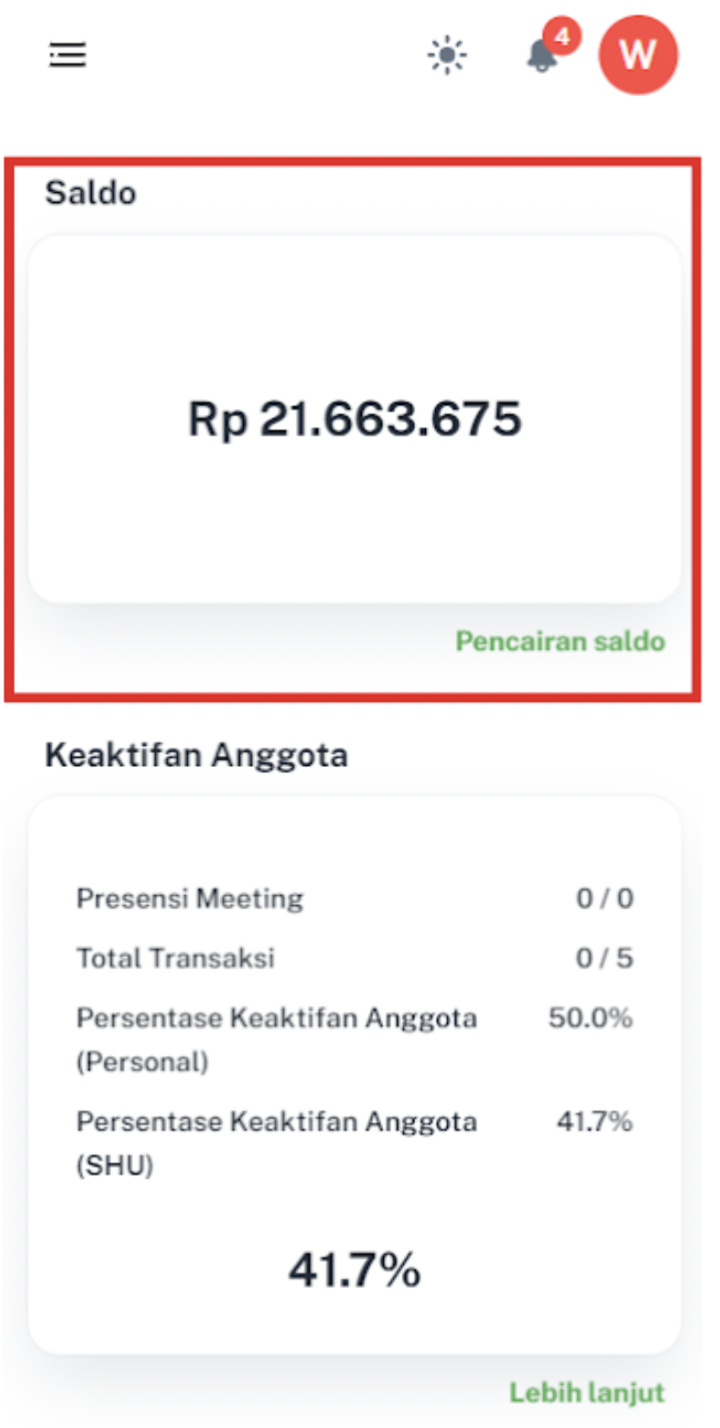 4
W
Saldo
Rp 21.663.675
Pencairan saldo
Keaktifan Anggota
Presensi Meeting 0 / 0
Total Transaksi 0 / 5
Persentase Keaktifan Anggota 50.0%
(Personal)
Persentase Keaktifan Anggota 41.7%
(SHU)
41.7%
Lebih lanjut